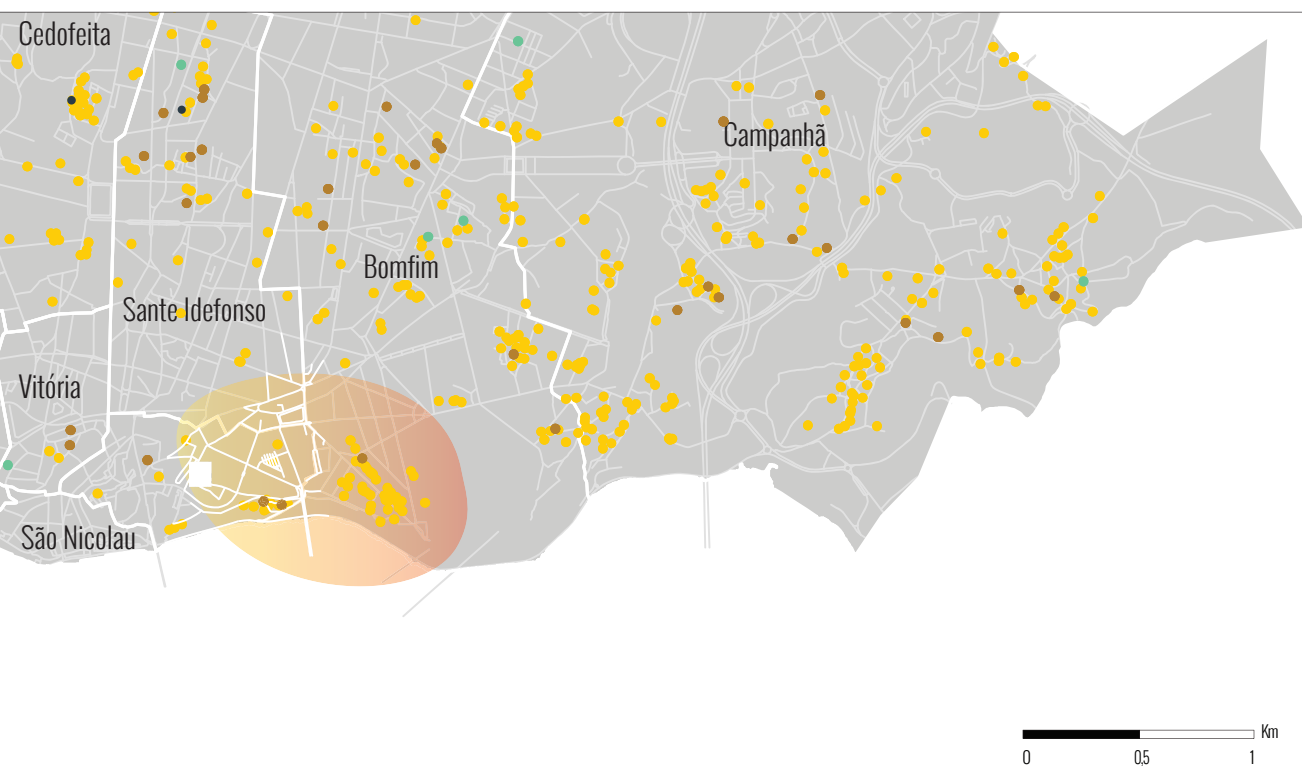 Cedofeita
Campanhã
Bomfim
Sante Idefonso
Vitória
São Nicolau
Km
0 0,5 1